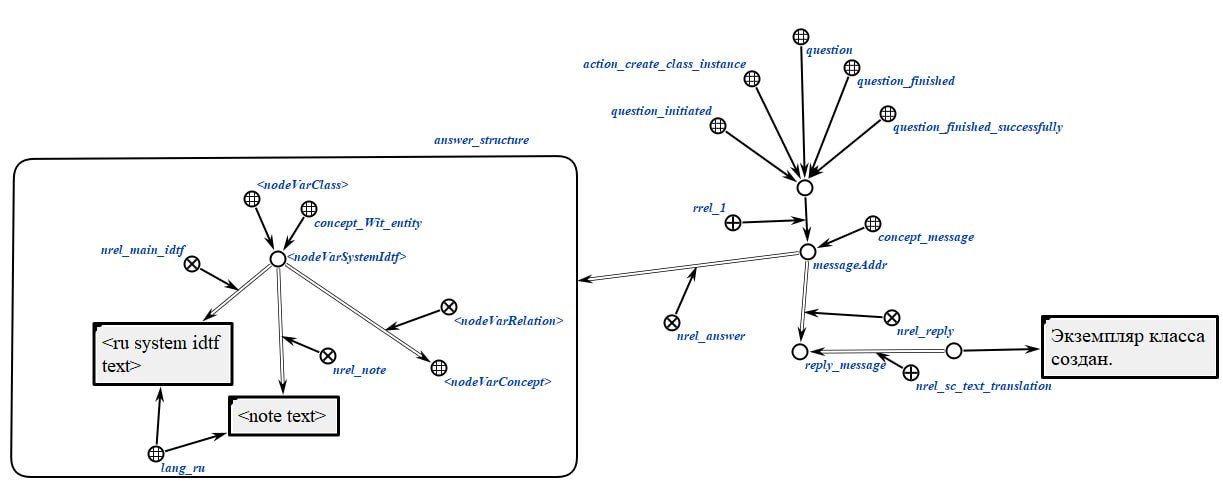 question
action_create_class_instance
question_finished
question_initiated
question_finished_successfully
answer_structure
<nodeVarClass>
rrel_1
concept_Wit_entity
concept_message
nrel_main_idtf
<nodeVarSystemIdtf>
messageAddr
<nodeVarRelation>
nrel_answer
nrel_reply
<ru system idtf
text>
Экземпляр класса
создан.
nrel_note
reply_message
<nodeVarConcept>
nrel_sc_text_translation
<note text>
lang_ru